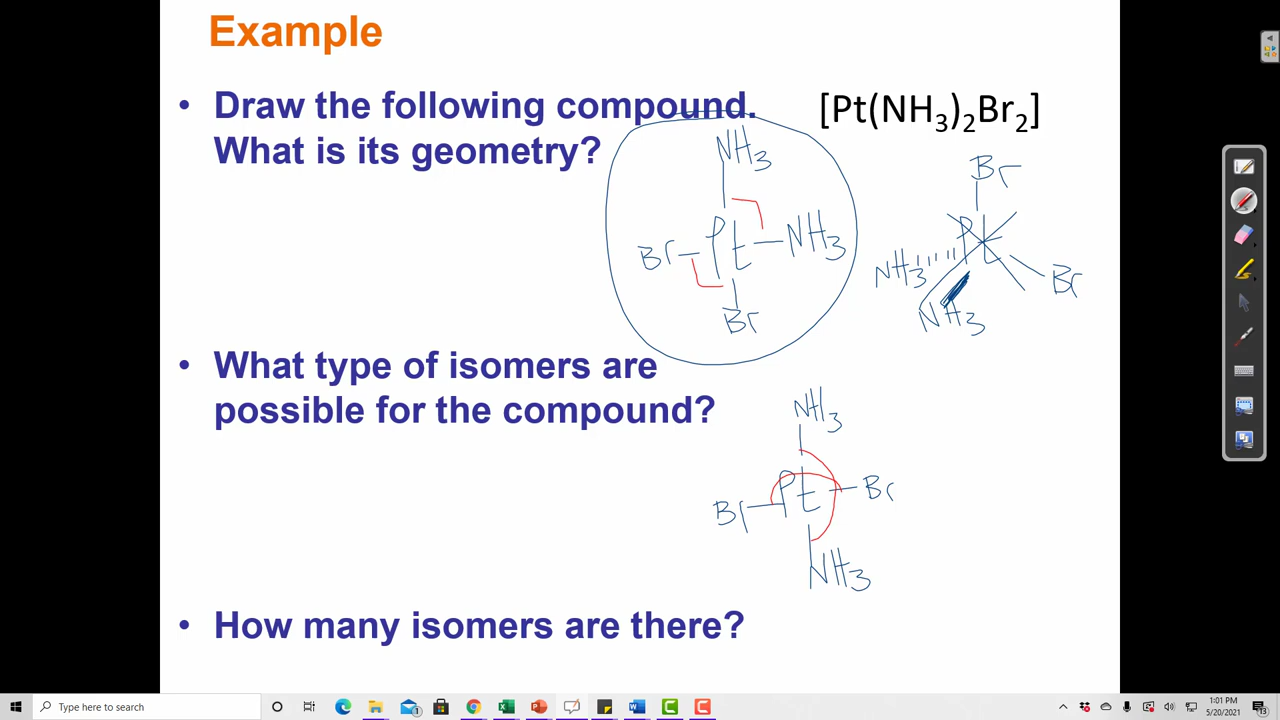 Example
• Draw the following compound. [Pt(NH₃)₂Br₂]
What is its geometry?
NH₃
Br Pt NH₃
Br
Br
Pt
NH₃ Br
NH₃
• What type of isomers are
possible for the compound?
NH₃
Br Pt Br
NH₃
• How many isomers are there?
Type here to search
1:01 PM
5/20/2021